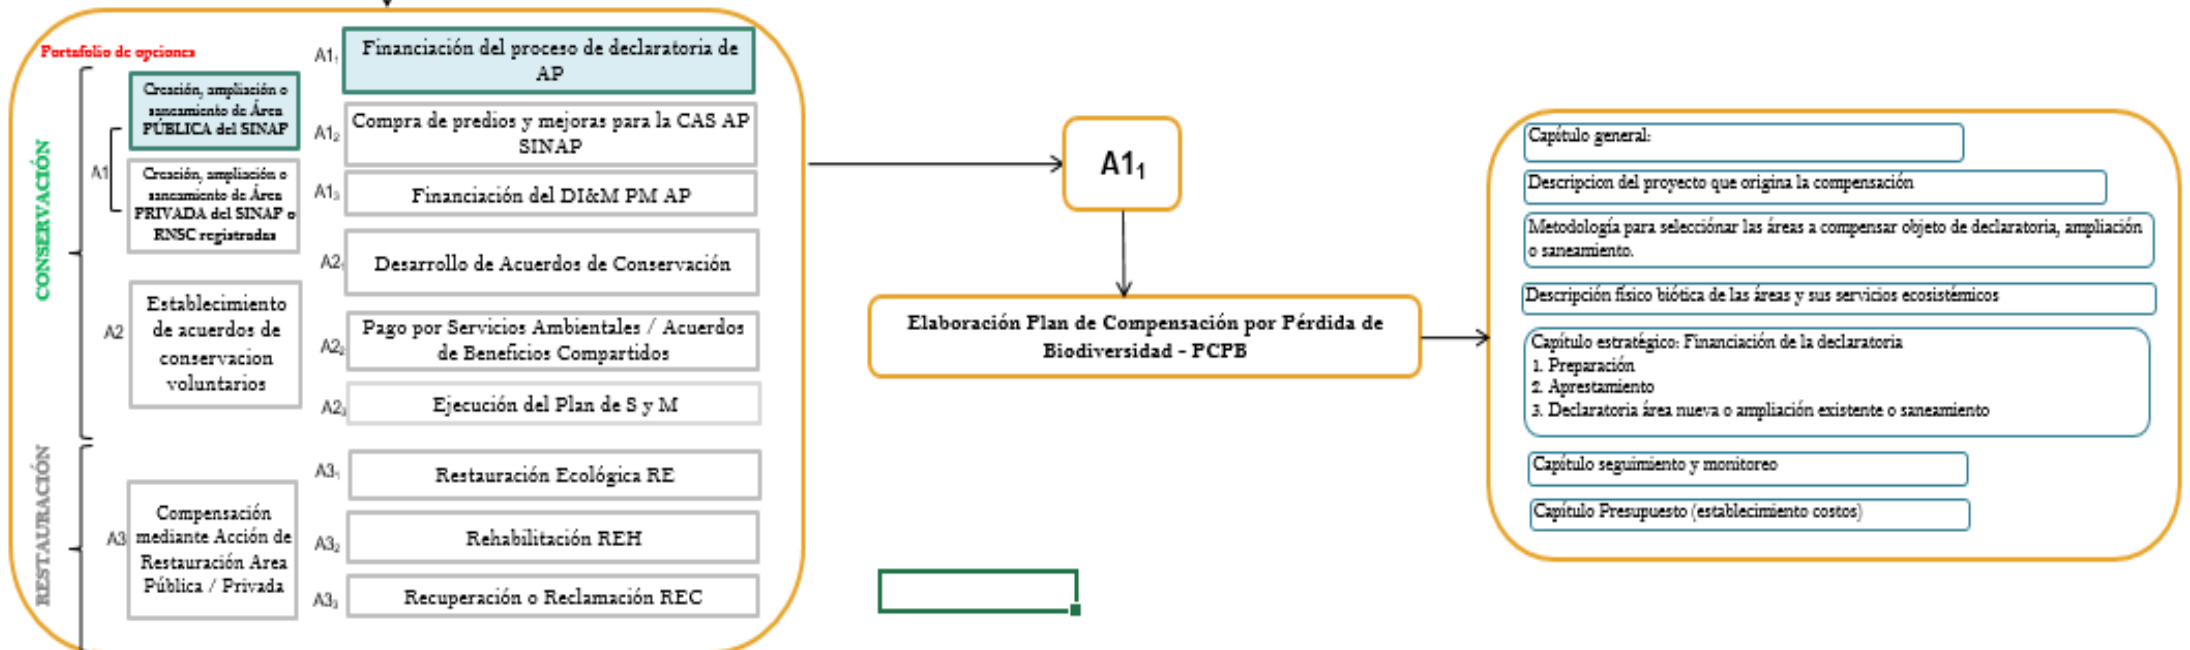 Portafolio de opciones
CONSERVACIÓN
A1
Creación, ampliación o
saneamiento de Área
PÚBLICA del SINAP
Creación, ampliación o
saneamiento de Área
PRIVADA del SINAP o
RNSC registradas
A2
Establecimiento
de acuerdos de
conservacion
voluntarios
RESTAURACIÓN
A3
Compensación
mediante Acción de
Restauración Area
Pública / Privada
A1₁
Financiación del proceso de declaratoria de
AP
A1₂
Compra de predios y mejoras para la CAS AP
SINAP
A1₃
Financiación del DI&M PM AP
A2₁
Desarrollo de Acuerdos de Conservación
A2₂
Pago por Servicios Ambientales / Acuerdos
de Beneficios Compartidos
A2₃
Ejecución del Plan de S y M
A3₁
Restauración Ecológica RE
A3₂
Rehabilitación REH
A3₃
Recuperación o Reclamación REC
A1₁
Elaboración Plan de Compensación por Pérdida de
Biodiversidad - PCPB
Capítulo general:
Descripcion del proyecto que origina la compensación
Metodología para selecciónar las áreas a compensar objeto de declaratoria, ampliación
o saneamiento.
Descripción físico biótica de las áreas y sus servicios ecosistémicos
Capítulo estratégico: Financiación de la declaratoria
1. Preparación
2. Aprestamiento
3. Declaratoria área nueva o ampliación existente o saneamiento
Capítulo seguimiento y monitoreo
Capítulo Presupuesto (establecimiento costos)